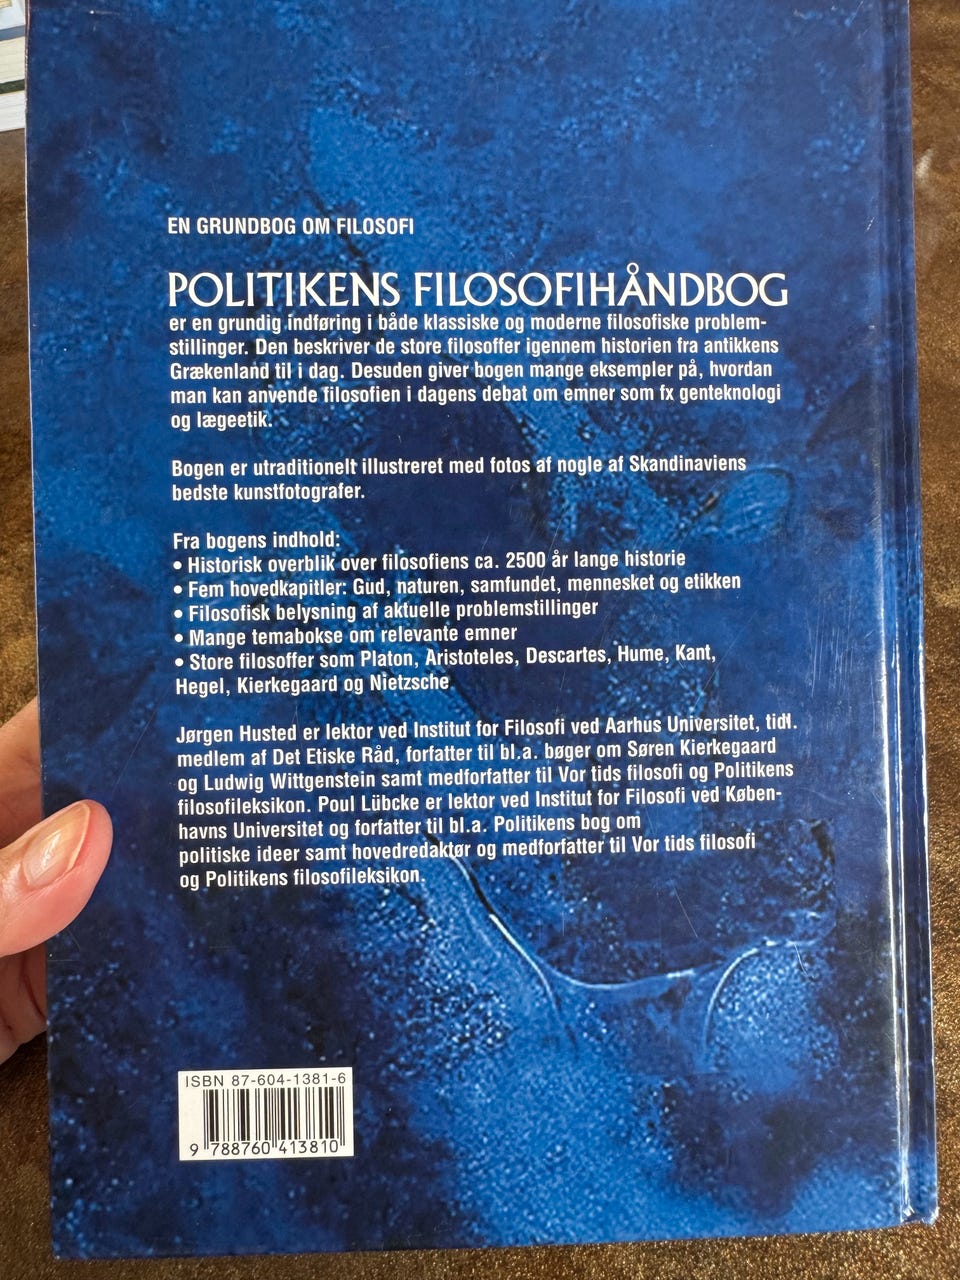 EN GRUNDBOG OM FILOSOFI
POLITIKENS FILOSOFIHÅNDBOG
er en grundig indføring i både klassiske og moderne filosofiske problem-
stillinger. Den beskriver de store filosoffer igennem historien fra antikkens
Grækenland til i dag. Desuden giver bogen mange eksempler på, hvordan
man kan anvende filosofien i dagens debat om emner som fx genteknologi
og lægeetik.
Bogen er utraditionelt illustreret med fotos af nogle af Skandinaviens
bedste kunstfotografer.
Fra bogens indhold:
• Historisk overblik over filosofiens ca. 2500 år lange historie
• Fem hovedkapitler: Gud, naturen, samfundet, mennesket og etikken
• Filosofisk belysning af aktuelle problemstillinger
• Mange temabokse om relevante emner
• Store filosoffer som Platon, Aristoteles, Descartes, Hume, Kant,
Hegel, Kierkegaard og Nietzsche.
Jørgen Husted er lektor ved Institut for Filosofi ved Aarhus Universitet, tidl.
medlem af Det Etiske Råd, forfatter til bl.a. bøger om Søren Kierkegaard
og Ludwig Wittgenstein samt medforfatter til Vor tids filosofi og Politikens
filosofileksikon. Poul Lübcke er lektor ved Institut for Filosofi ved Køben-
havns Universitet og forfatter til bl.a. Politikens bog om
politiske ideer samt hovedredaktør og medforfatter til Vor tids filosofi
og Politikens filosofileksikon.
ISBN 87-604-1381-6
9 788760 413810